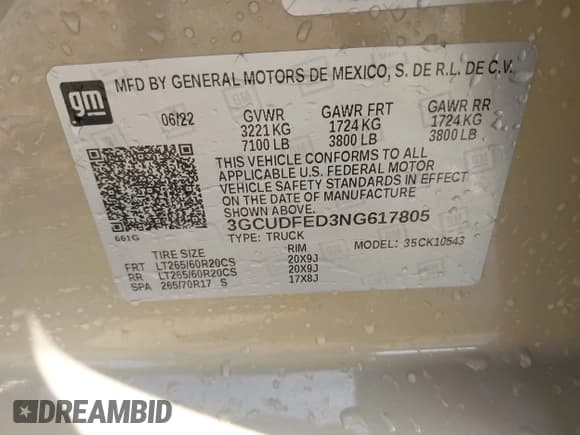 gm
MFD BY GENERAL MOTORS DE MEXICO, S. DE R.L. DE C.V.
06/22 GVWR GAWR FRT GAWR RR
3221 KG 1724 KG 1724 KG
7100 LB 3800 LB 3800 LB
THIS VEHICLE CONFORMS TO ALL
APPLICABLE U.S. FEDERAL MOTOR
VEHICLE SAFETY STANDARDS IN EFFECT
ON THE DATE OF MANUFACTURE
SHOWN ABOVE.
3GCUDFED3NG617805
661G TYPE: TRUCK MODEL: 35CK10543
TIRE SIZE RIM
FRT LT265/60R20CS 20X9J
RR LT265/60R20CS 20X9J
SPA 265/70R17 S 17X8J
DREAMBID